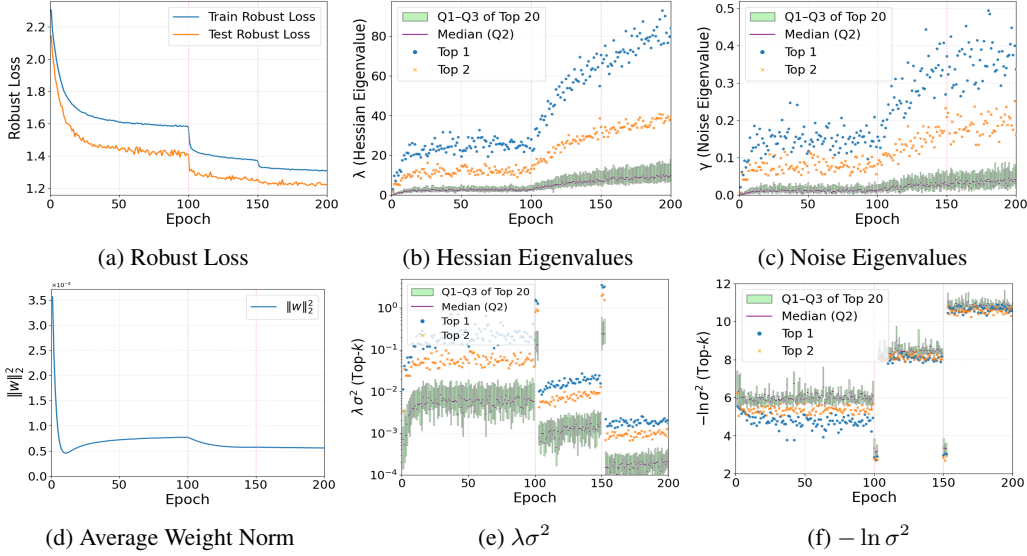 2.2
2.0
1.8
1.6
1.4
1.2
Robust Loss
Train Robust Loss
Test Robust Loss
0 50 100 150 200
Epoch
(a) Robust Loss
80
60
40
20
0
λ (Hessian Eigenvalue)
Q1–Q3 of Top 20
Median (Q2)
Top 1
Top 2
0 50 100 150 200
Epoch
(b) Hessian Eigenvalues
0.5
0.4
0.3
0.2
0.1
0.0
γ (Noise Eigenvalue)
Q1–Q3 of Top 20
Median (Q2)
Top 1
Top 2
0 50 100 150 200
Epoch
(c) Noise Eigenvalues
×10⁻⁴
3.5
3.0
2.5
2.0
1.5
1.0
0.5
0.0
‖w‖₂²
‖w‖₂²
0 50 100 150 200
Epoch
(d) Average Weight Norm
10⁰
10⁻¹
10⁻²
10⁻³
10⁻⁴
λσ² (Top-k)
Q1–Q3 of Top 20
Median (Q2)
Top 1
Top 2
0 50 100 150 200
Epoch
(e) λσ²
12
10
8
6
4
2
−ln σ² (Top-k)
Q1–Q3 of Top 20
Median (Q2)
Top 1
Top 2
0 50 100 150 200
Epoch
(f) − ln σ²